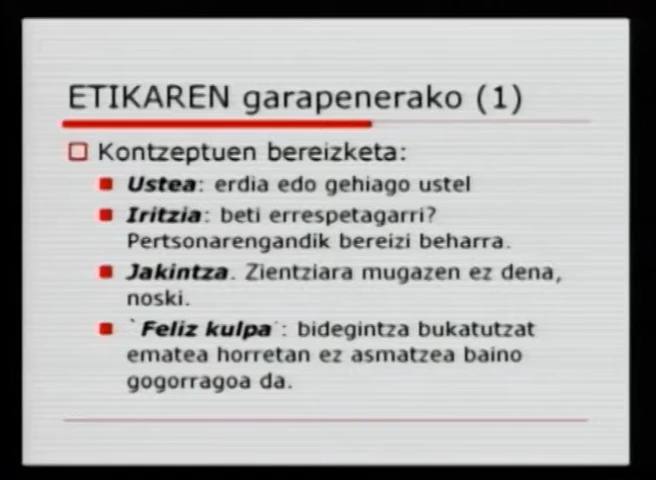 ETIKAREN garapenerako (1)
Kontzeptuen bereizketa:
Ustea: erdia edo gehiago ustel
Iritzia: beti errespetagarri?
Pertsonarengandik bereizi beharra.
Jakintza. Zientziara mugazen ez dena,
noski.
`Feliz kulpa´: bidegintza bukatutzat
ematea horretan ez asmatzea baino
gogorragoa da.